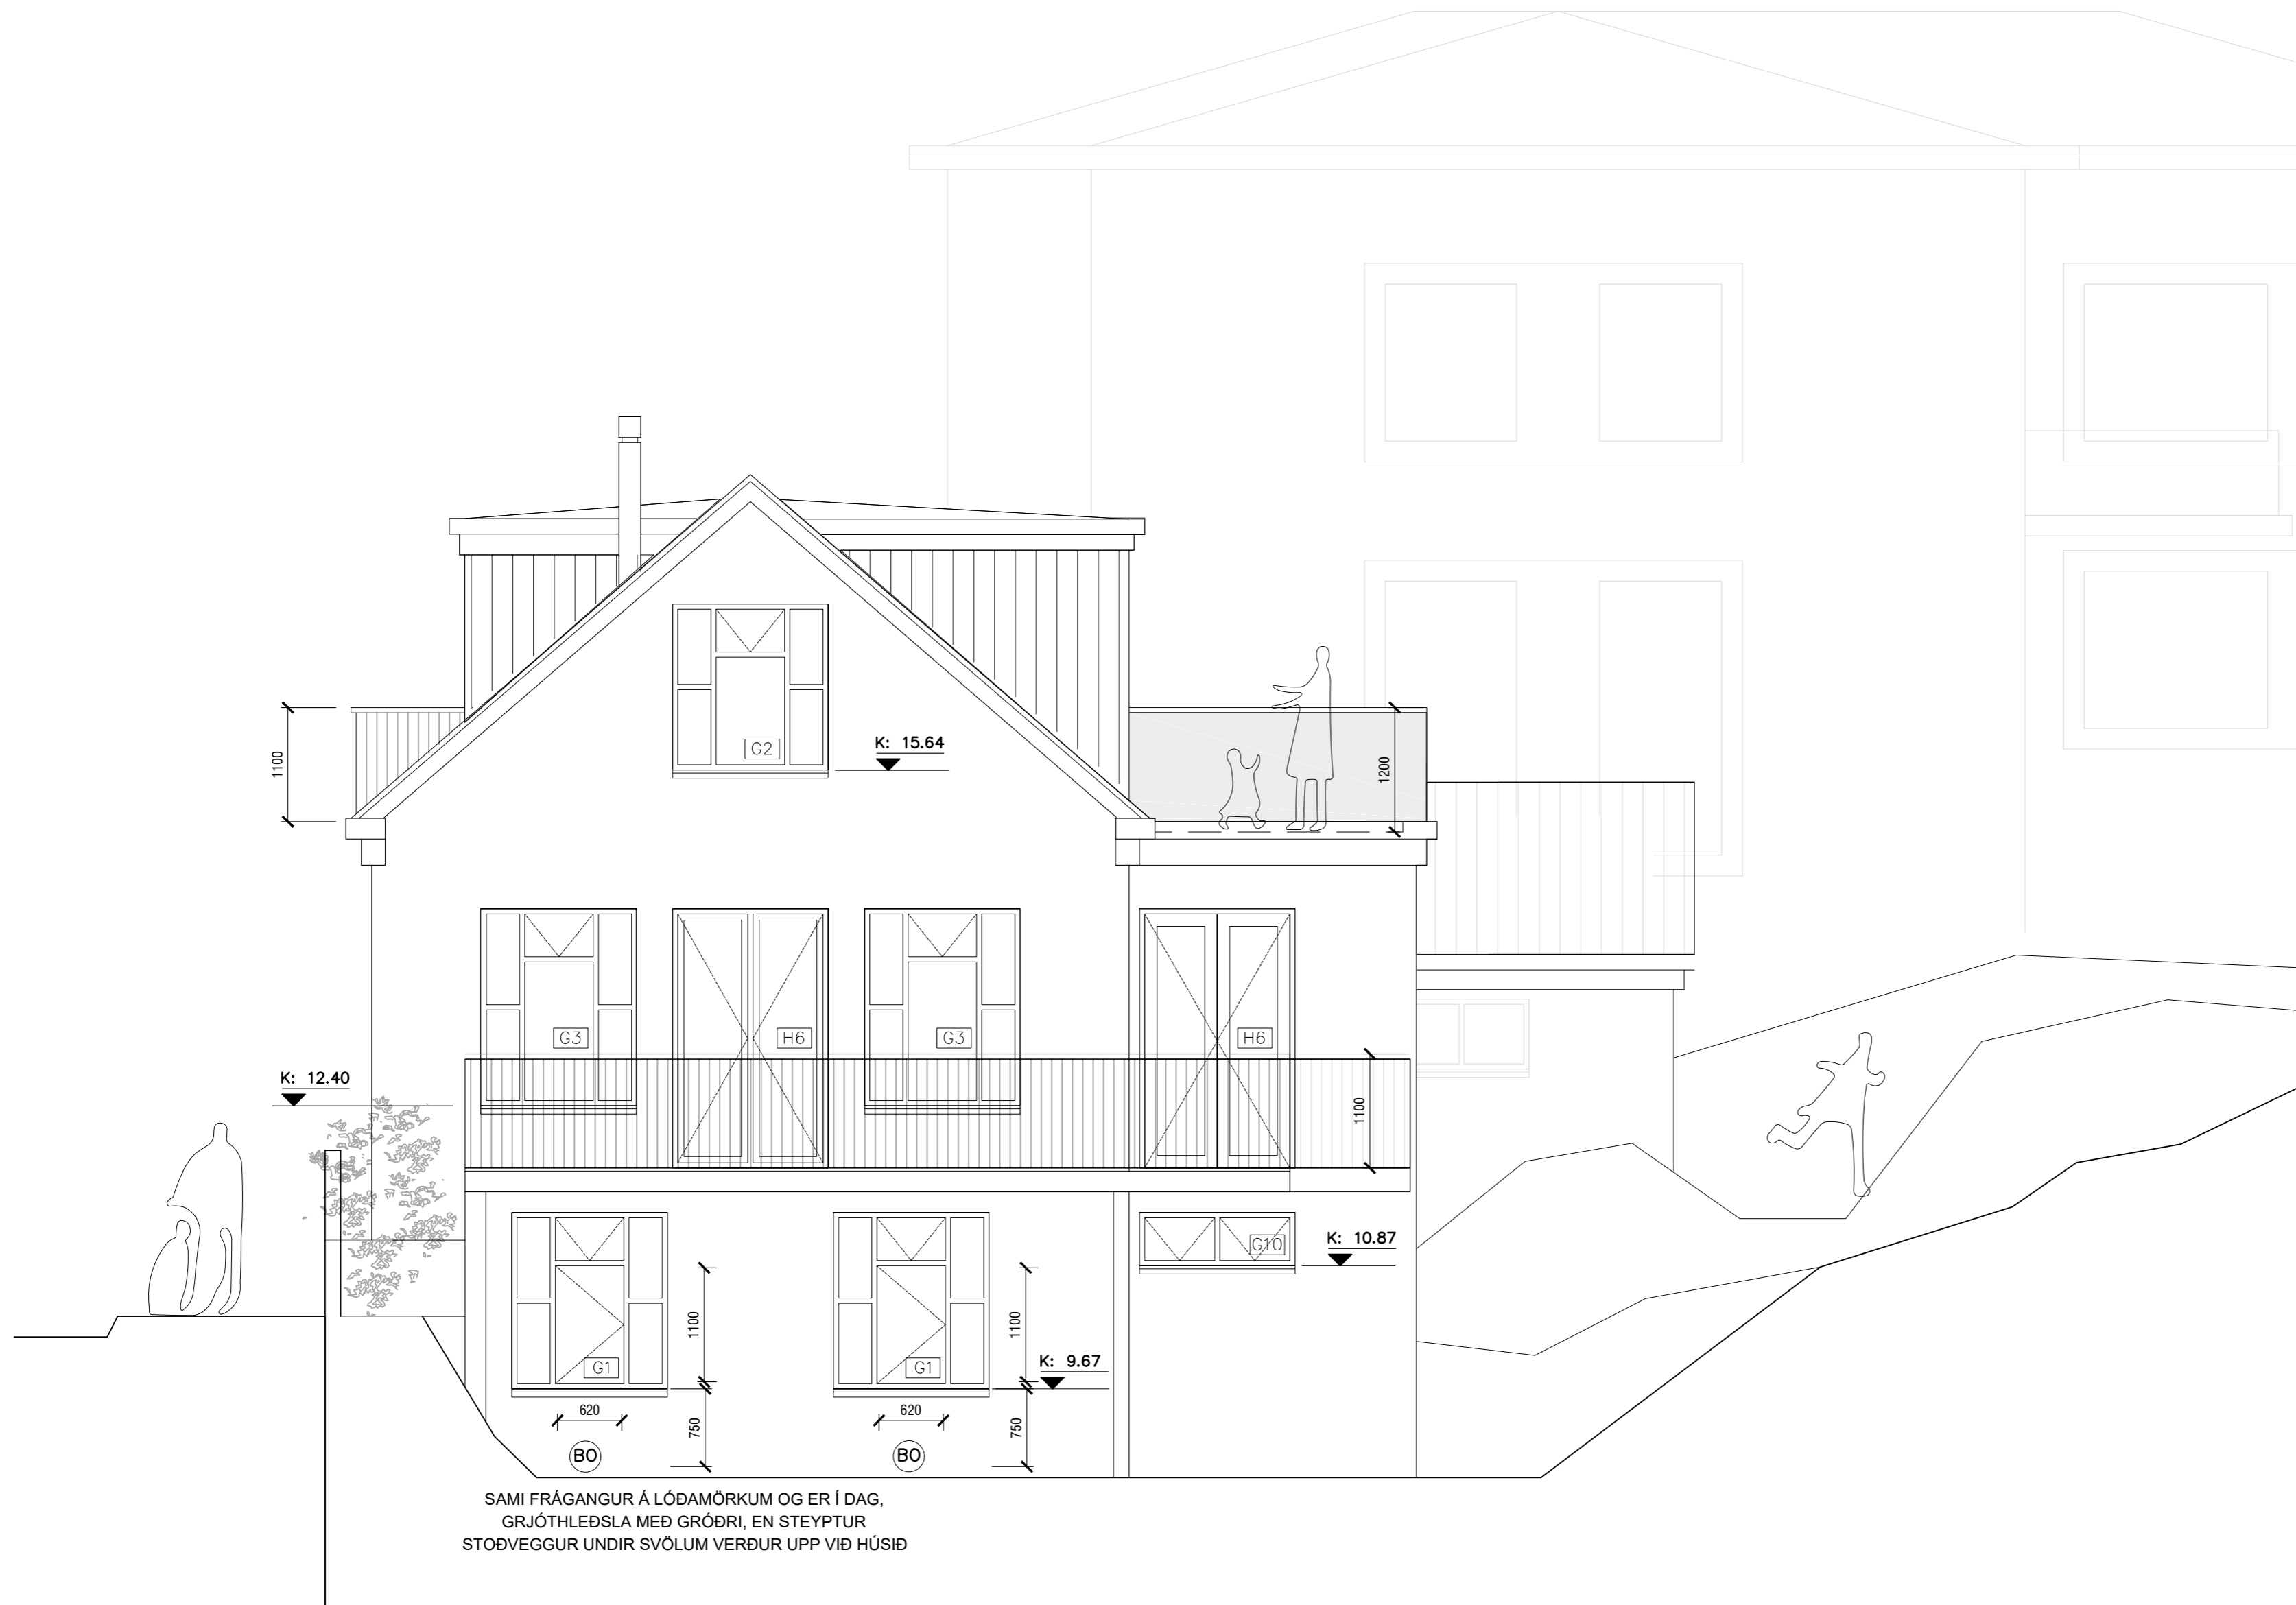 G2
K: 15.64
1100
1200
G3
H6
G3
H6
K: 12.40
1100
G10
K: 10.87
1100
1100
G1
G1
K: 9.67
620
620
750
750
BO
BO
SAMI FRÁGANGUR Á LÓÐAMÖRKUM OG ER Í DAG,
GRJÓTHLEÐSLA MEÐ GRÓÐRI, EN STEYPTUR
STOÐVEGGUR UNDIR SVÖLUM VERÐUR UPP VIÐ HÚSIÐ